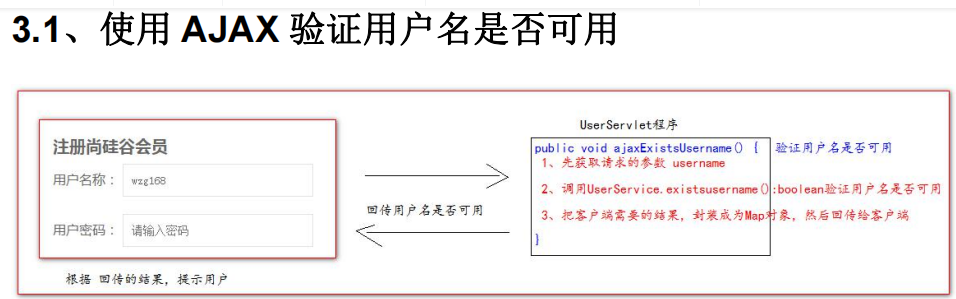 3.1、使用 AJAX 验证用户名是否可用
注册尚硅谷会员
用户名称： wzg168
用户密码： 请输入密码
根据 回传的结果，提示用户
回传用户名是否可用
UserServlet程序
public void ajaxExistsUsername() { 验证用户名是否可用
1、先获取请求的参数 username
2、调用UserService.existsusername():boolean验证用户名是否可用
3、把客户端需要的结果，封装成为Map对象，然后回传给客户端
}